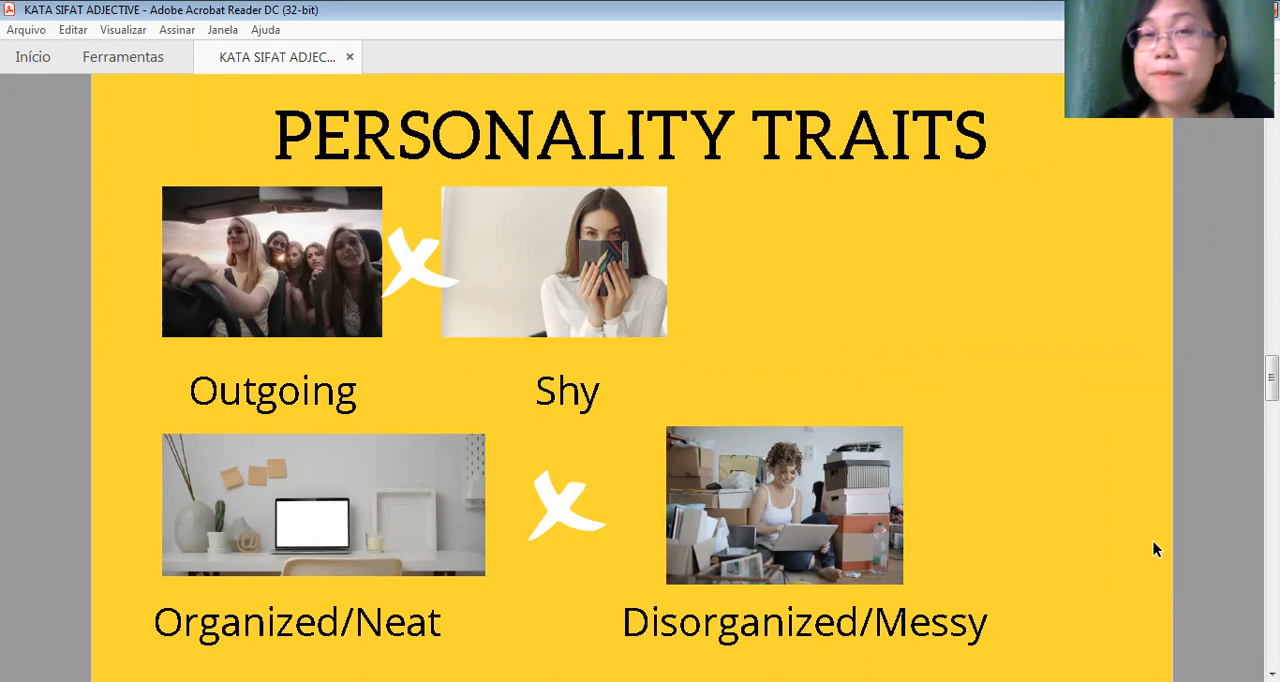 KATA SIFAT ADJECTIVE - Adobe Acrobat Reader DC (32-bit)
Arquivo Editar Visualizar Assinar Janela Ajuda
Início Ferramentas KATA SIFAT ADJEC... ×
PERSONALITY TRAITS
Outgoing Shy
Organized/Neat Disorganized/Messy